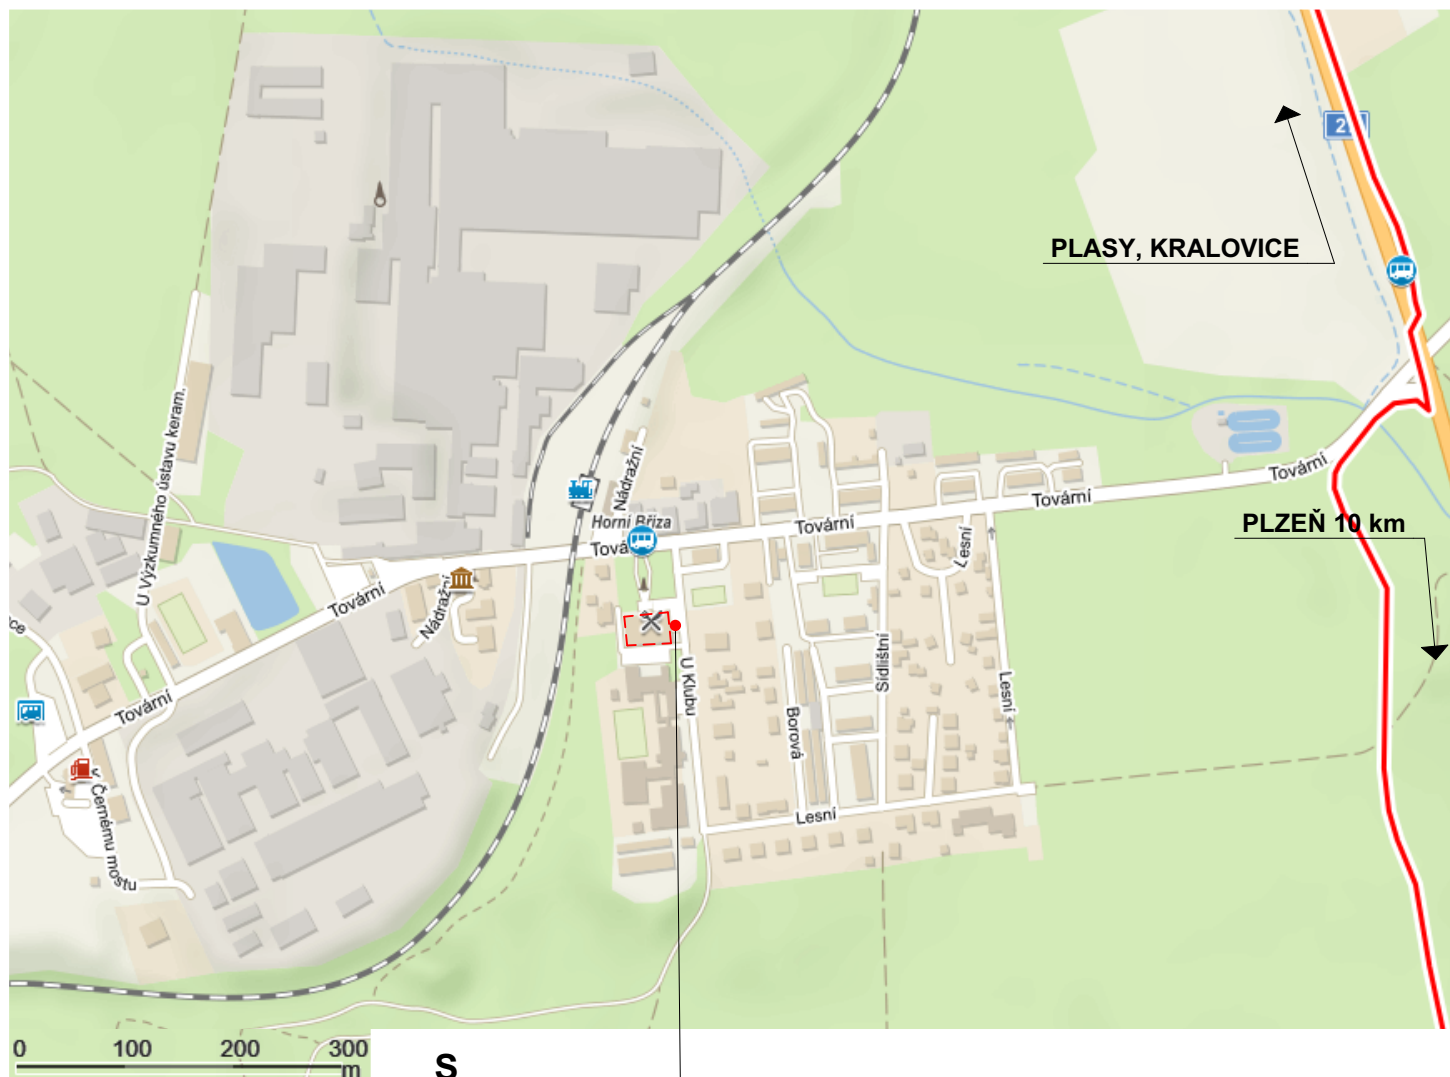 2
PLASY, KRALOVICE
U Výzkumného ústavu keram.
Nádražní
Tovární
Tovární
Tovární
PLZEŇ 10 km
Horní Bříza
Lesní
Tovární
Nádražní
Tovární
U Klubu
Sídlištní
Lesní
Borová
Lesní
K Černému mostu
0 100 200 300
m
S